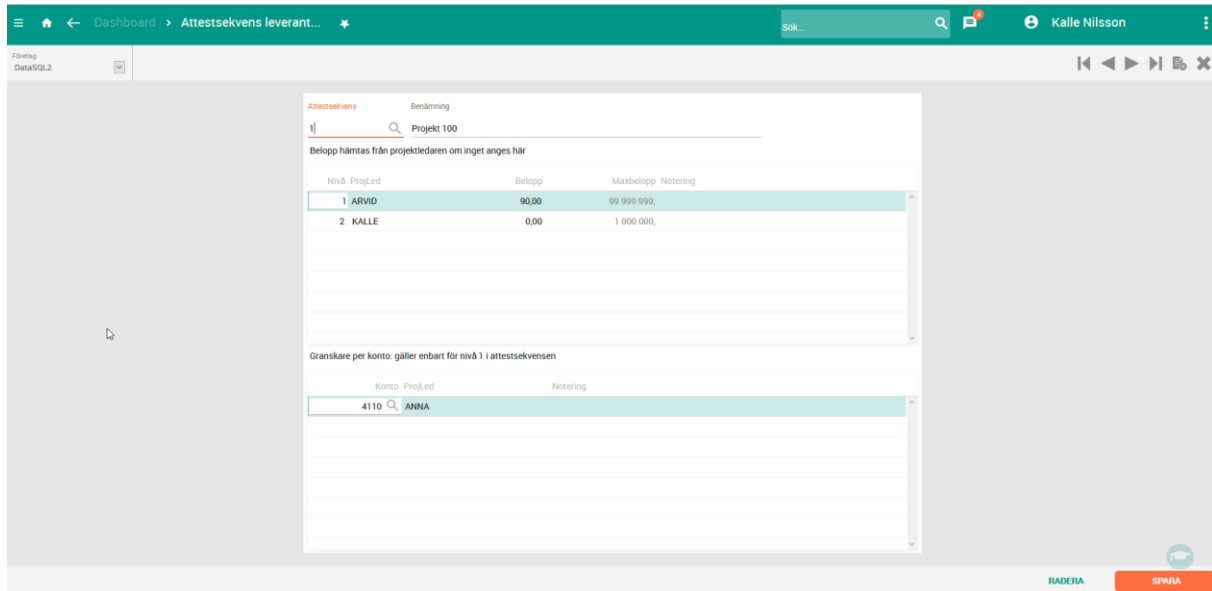 Dashboard > Attestsekvens leverant... Sök... 4 Kalle Nilsson
Företag
DataSQL2
Attestsekvens Benämning
1 Projekt 100
Belopp hämtas från projektledaren om inget anges här
Nivå ProjLed Belopp Maxbelopp Notering
1 ARVID 90,00 99 999 999,
2 KALLE 0,00 1 000 000,
Granskare per konto: gäller enbart för nivå 1 i attestsekvensen
Konto ProjLed Notering
4110 ANNA
RADERA SPARA